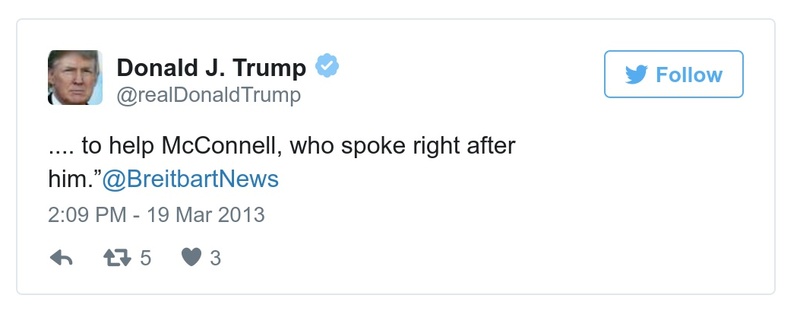 Donald J. Trump
@realDonaldTrump
Follow
.... to help McConnell, who spoke right after
him.”@BreitbartNews
2:09 PM - 19 Mar 2013
5 3